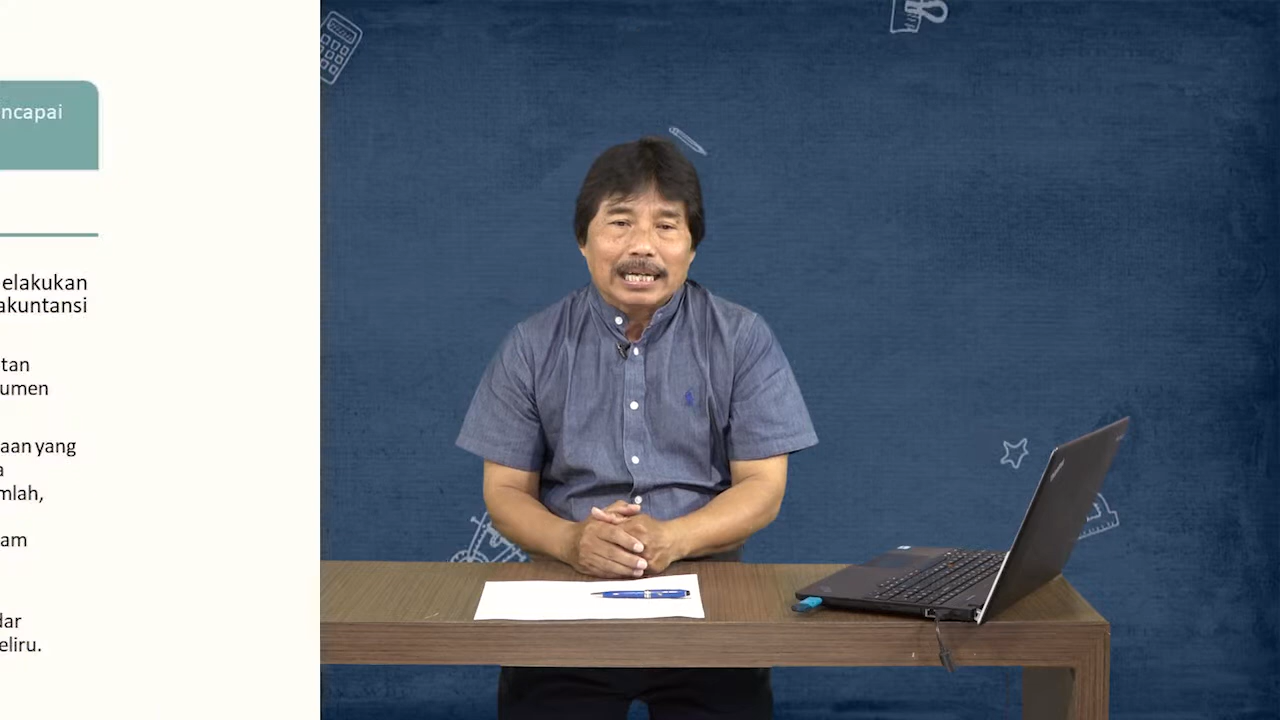 ncapai
elakukan
akuntansi
tan
umen
aan yang
a
mlah,
am
dar
eliru.